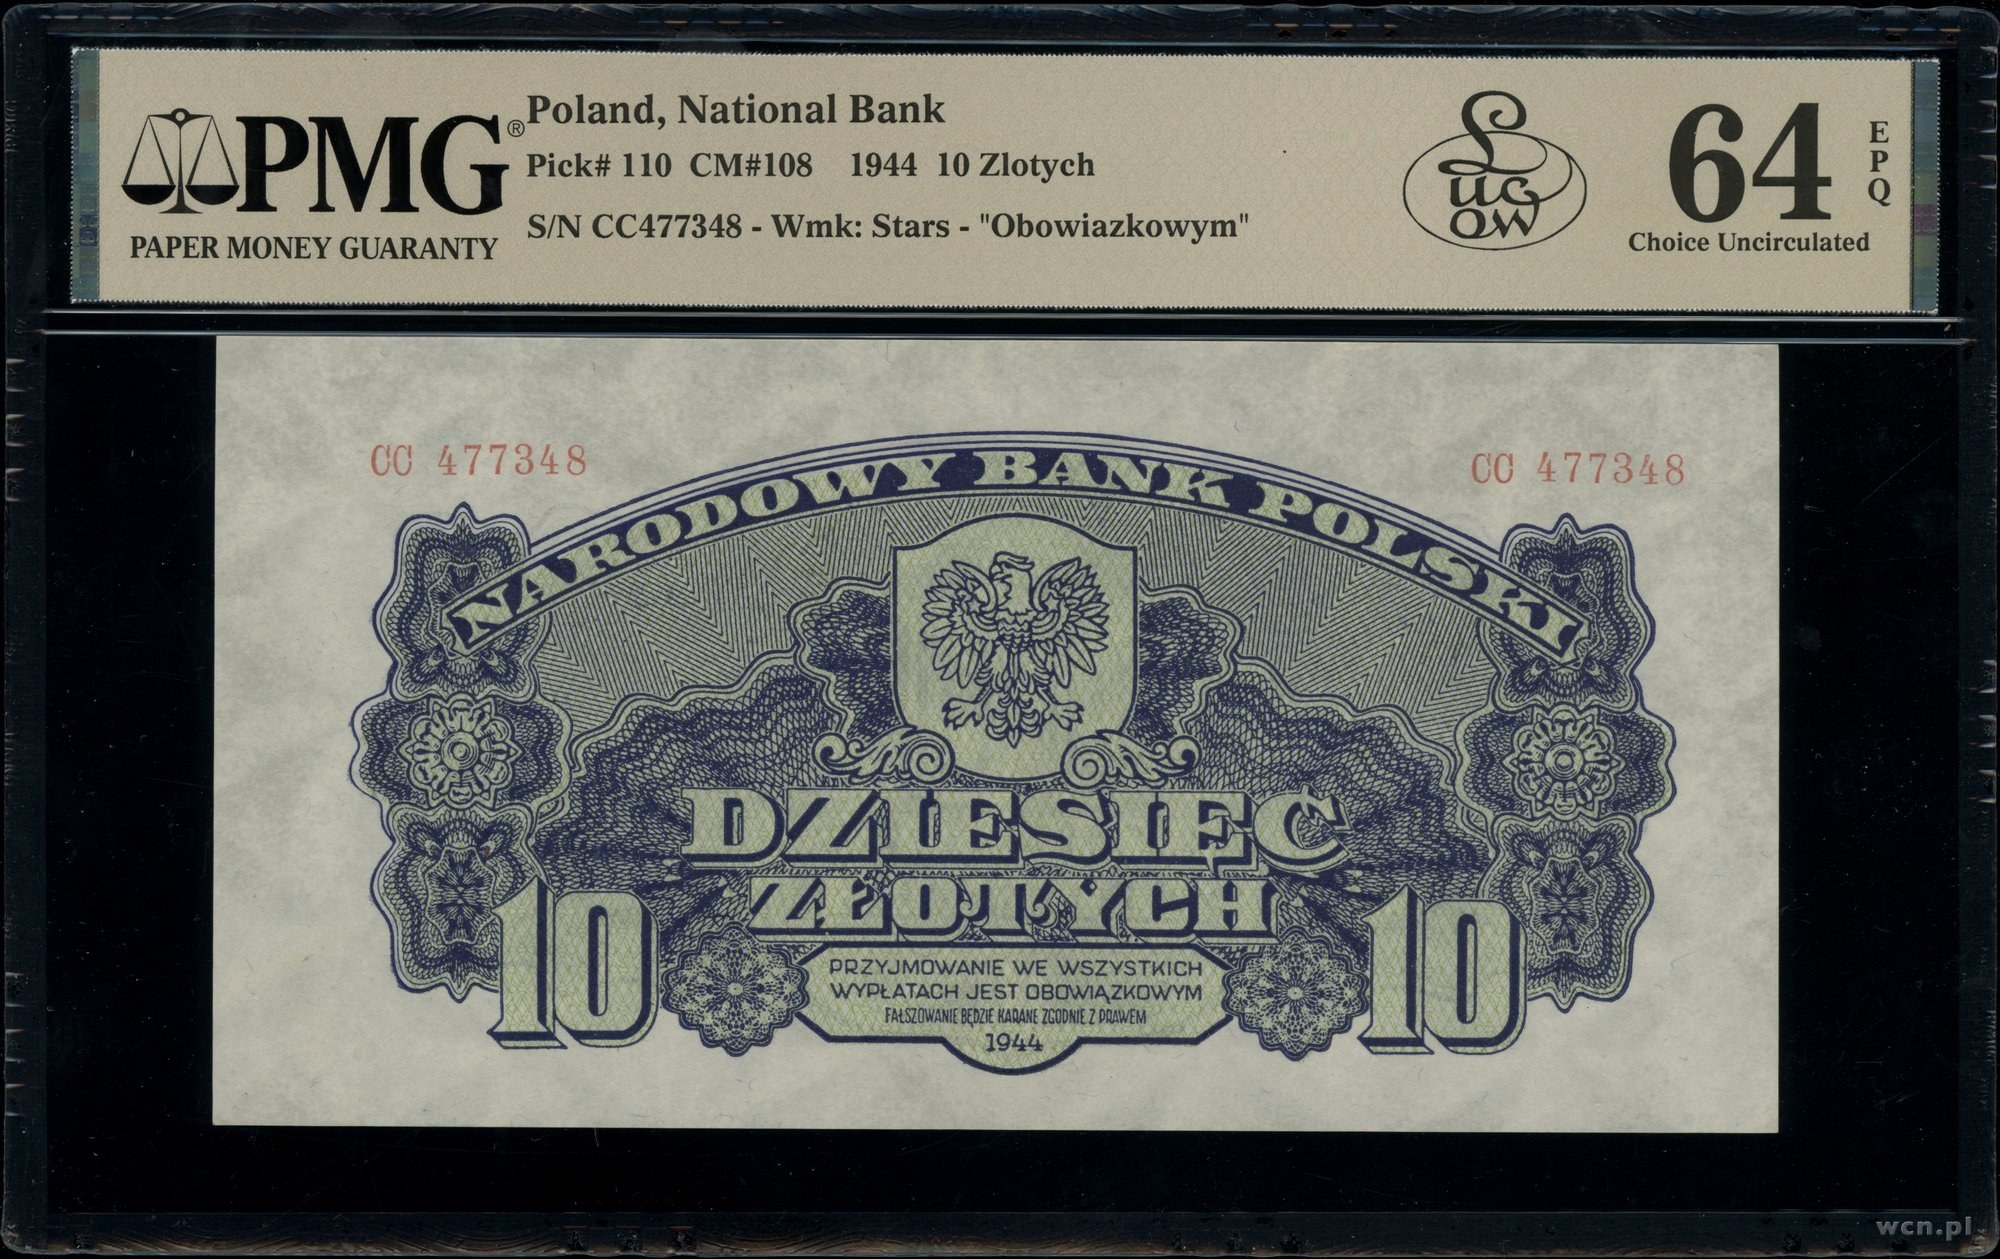 PMG®
PAPER MONEY GUARANTY
Poland, National Bank
Pick# 110 CM#108 1944 10 Zlotych
S/N CC477348 - Wmk: Stars - "Obowiazkowym"
Lugow
64
EPQ
Choice Uncirculated
CC 477348
CC 477348
NARODOWY BANK POLSKI
DZIESIĘC
ZŁOTYCH
10
10
PRZYJMOWANIE WE WSZYSTKICH
WYPŁATACH JEST OBOWIĄZKOWYM
FAŁSZOWANIE BĘDZIE KARANE ZGODNIE Z PRAWEM
1944
wcn.pl